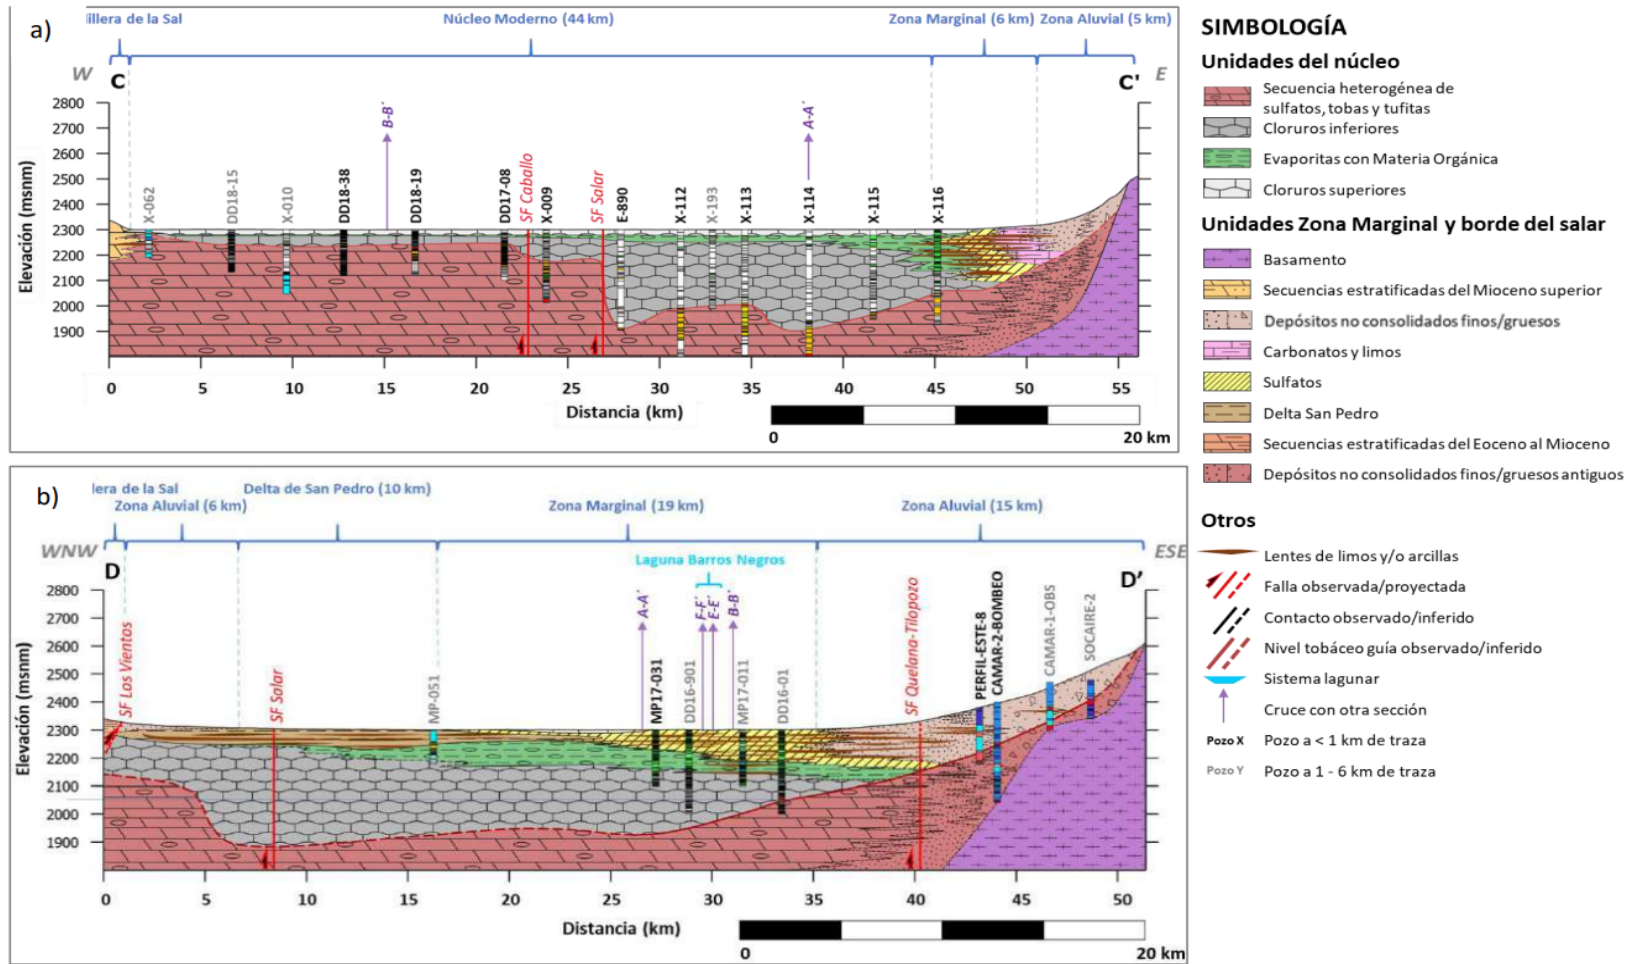 a)
illera de la Sal
Núcleo Moderno (44 km)
Zona Marginal (6 km)
Zona Aluvial (5 km)
W
C
C'
E
B-B´
A-A´
Elevación (msnm)
2800
2700
2600
2500
2400
2300
2200
2100
2000
1900
X-062
DD18-15
X-010
DD18-38
DD18-19
DD17-08
SF Caballo
X-009
SF Salar
E-890
X-112
X-193
X-113
X-114
X-115
X-116
0 5 10 15 20 25 30 35 40 45 50 55
Distancia (km)
0 20 km
b)
lera de la Sal
Zona Aluvial (6 km)
Delta de San Pedro (10 km)
Zona Marginal (19 km)
Zona Aluvial (15 km)
WNW
ESE
D
D’
Laguna Barros Negros
A-A´
F-F´
E-E´
B-B´
Elevación (msnm)
2800
2700
2600
2500
2400
2300
2200
2100
2000
1900
SF Los Vientos
SF Salar
MP-051
MP17-031
DD16-901
MP17-011
DD16-01
SF Quelana-Tilopozo
PERFIL-ESTE-8
CAMAR-2-BOMBEO
CAMAR-1-OBS
SOCAIRE-2
0 5 10 15 20 25 30 35 40 45 50
Distancia (km)
0 20 km
SIMBOLOGÍA
Unidades del núcleo
Secuencia heterogénea de
sulfatos, tobas y tufitas
Cloruros inferiores
Evaporitas con Materia Orgánica
Cloruros superiores
Unidades Zona Marginal y borde del salar
Basamento
Secuencias estratificadas del Mioceno superior
Depósitos no consolidados finos/gruesos
Carbonatos y limos
Sulfatos
Delta San Pedro
Secuencias estratificadas del Eoceno al Mioceno
Depósitos no consolidados finos/gruesos antiguos
Otros
Lentes de limos y/o arcillas
Falla observada/proyectada
Contacto observado/inferido
Nivel tobáceo guía observado/inferido
Sistema lagunar
Cruce con otra sección
Pozo X Pozo a < 1 km de traza
Pozo Y Pozo a 1 - 6 km de traza